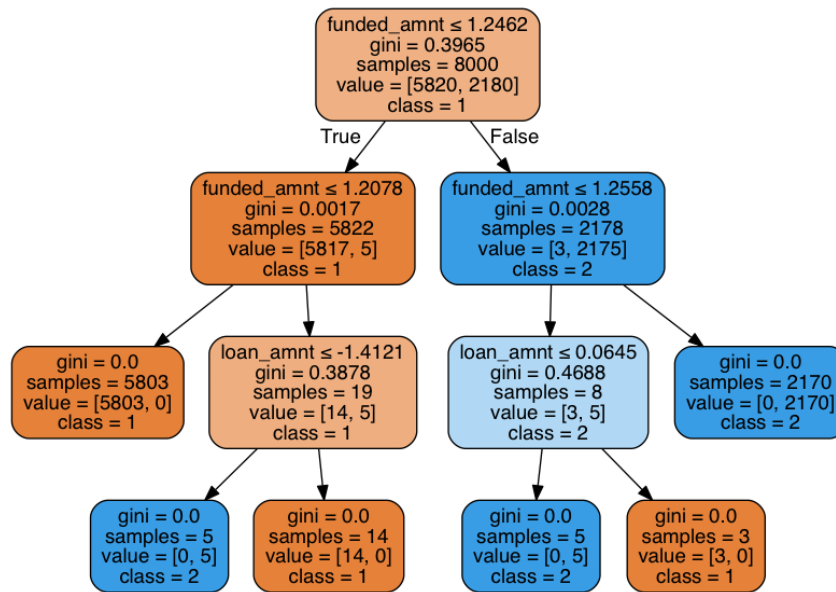 funded_amnt ≤ 1.2462
gini = 0.3965
samples = 8000
value = [5820, 2180]
class = 1
True
False
funded_amnt ≤ 1.2078
gini = 0.0017
samples = 5822
value = [5817, 5]
class = 1
funded_amnt ≤ 1.2558
gini = 0.0028
samples = 2178
value = [3, 2175]
class = 2
gini = 0.0
samples = 5803
value = [5803, 0]
class = 1
loan_amnt ≤ -1.4121
gini = 0.3878
samples = 19
value = [14, 5]
class = 1
loan_amnt ≤ 0.0645
gini = 0.4688
samples = 8
value = [3, 5]
class = 2
gini = 0.0
samples = 2170
value = [0, 2170]
class = 2
gini = 0.0
samples = 5
value = [0, 5]
class = 2
gini = 0.0
samples = 14
value = [14, 0]
class = 1
gini = 0.0
samples = 5
value = [0, 5]
class = 2
gini = 0.0
samples = 3
value = [3, 0]
class = 1